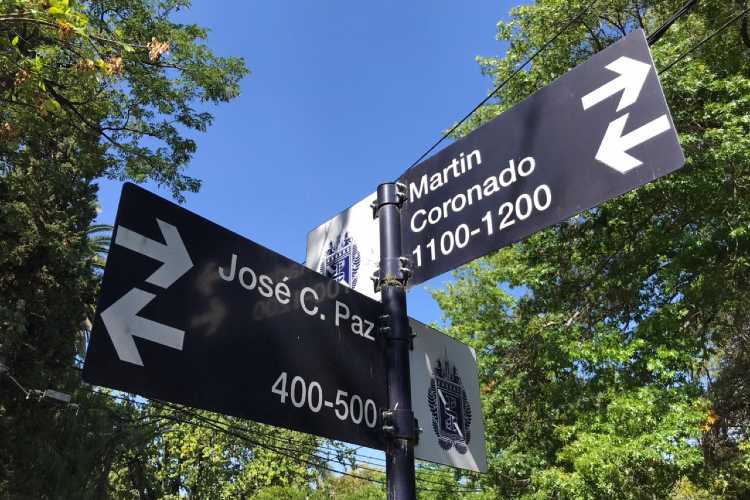 José C. Paz
400-500
Martin
Coronado
1100-1200